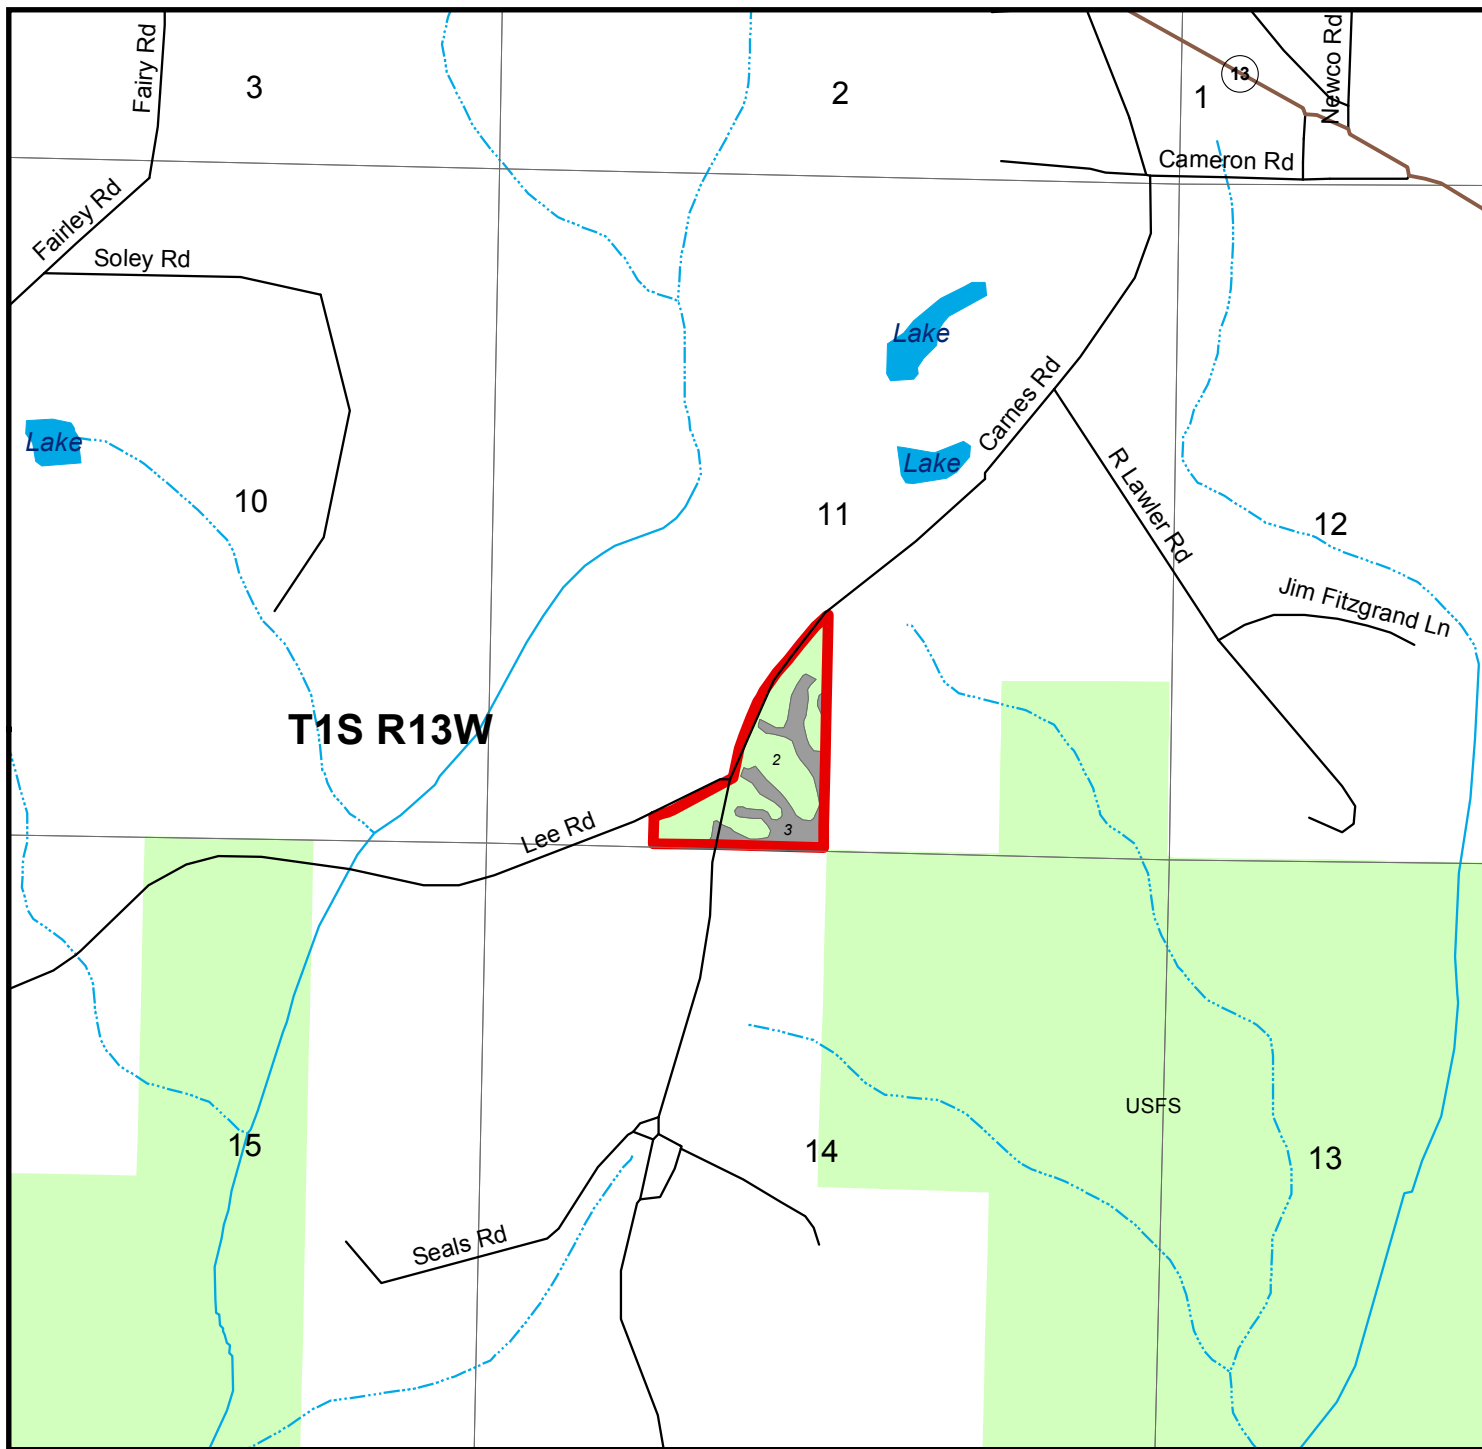 Fairy Rd
3
2
13
1
Newco Rd
Cameron Rd
Fairley Rd
Soley Rd
Lake
Carnes Rd
Lake
Lake
10
11
R Lawler Rd
12
Jim Fitzgrand Ln
T1S R13W
2
3
Lee Rd
USFS
15
14
13
Seals Rd